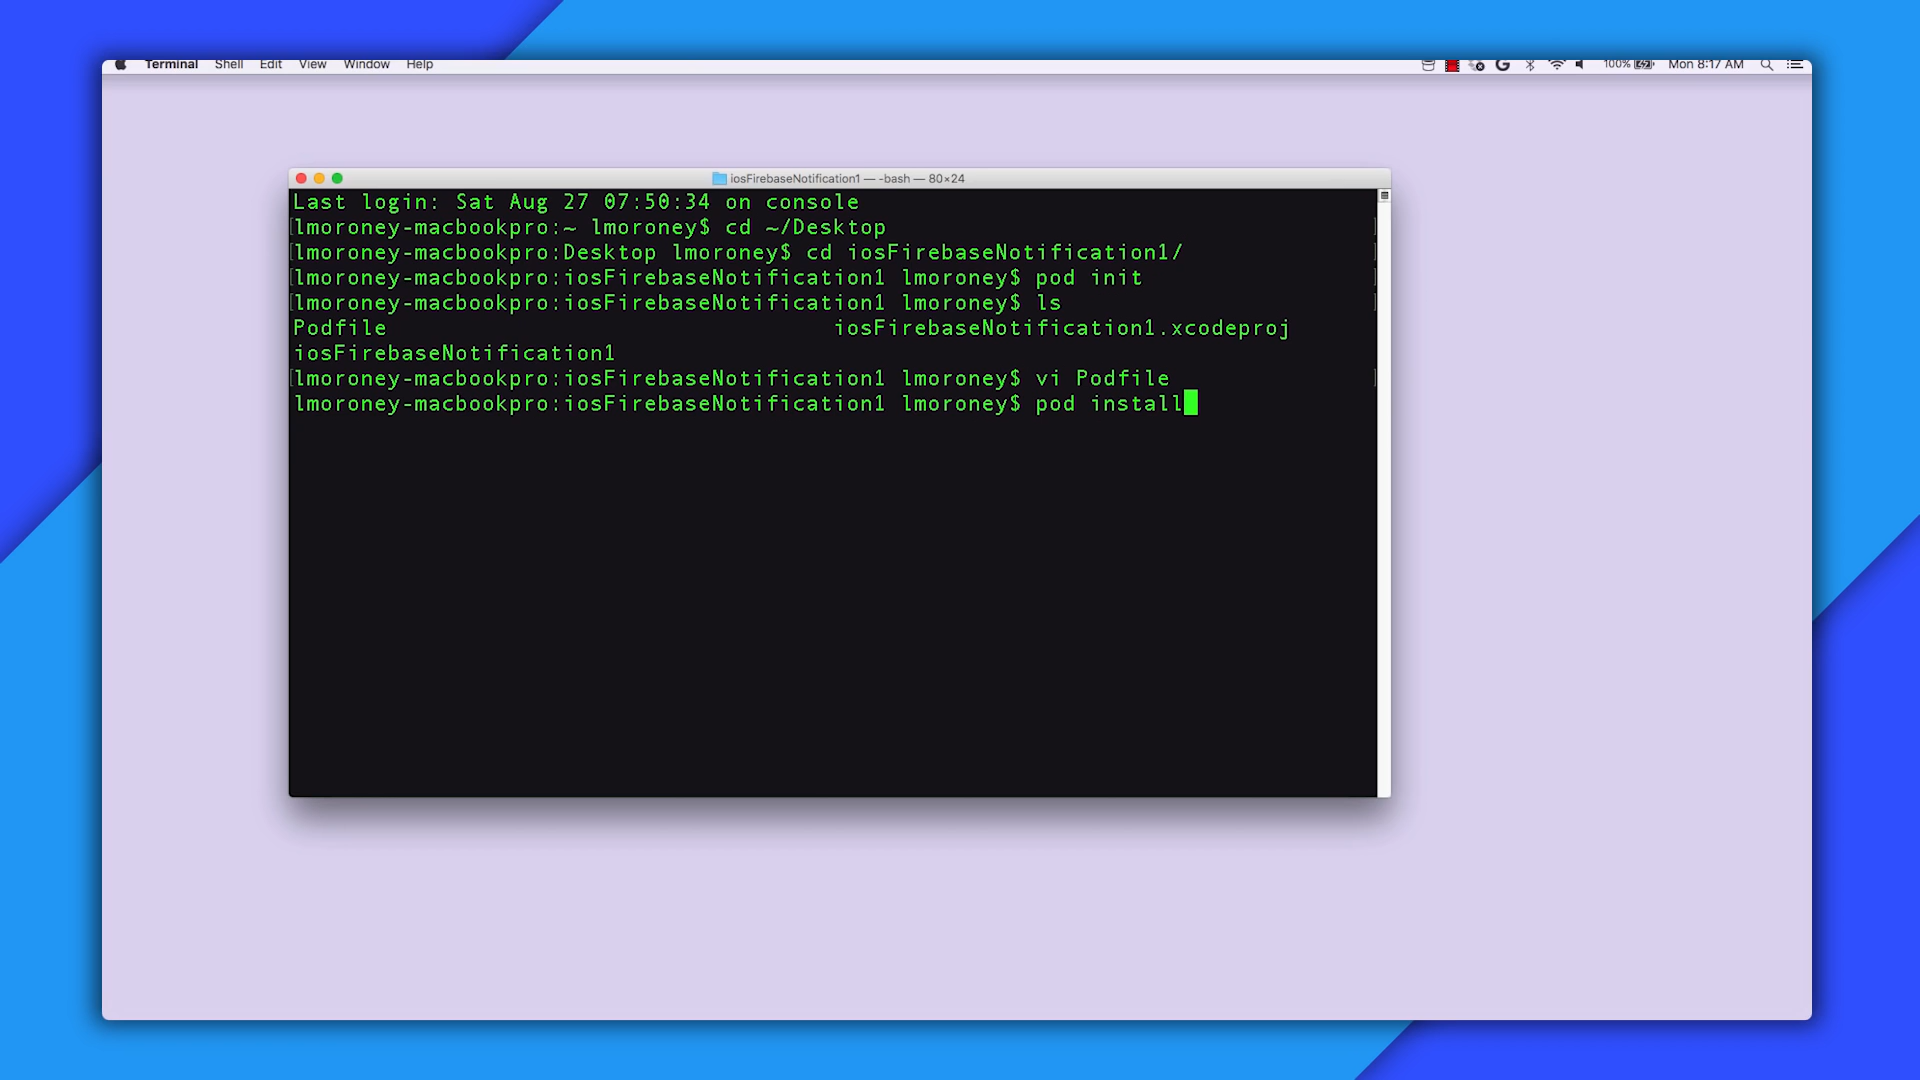 Terminal Shell Edit View Window Help 100% Mon 8:17 AM
iosFirebaseNotification1 — -bash — 80×24
Last login: Sat Aug 27 07:50:34 on console
[lmoroney-macbookpro:~ lmoroney$ cd ~/Desktop ]
[lmoroney-macbookpro:Desktop lmoroney$ cd iosFirebaseNotification1/ ]
[lmoroney-macbookpro:iosFirebaseNotification1 lmoroney$ pod init ]
[lmoroney-macbookpro:iosFirebaseNotification1 lmoroney$ ls ]
Podfile iosFirebaseNotification1.xcodeproj
iosFirebaseNotification1
[lmoroney-macbookpro:iosFirebaseNotification1 lmoroney$ vi Podfile ]
lmoroney-macbookpro:iosFirebaseNotification1 lmoroney$ pod install